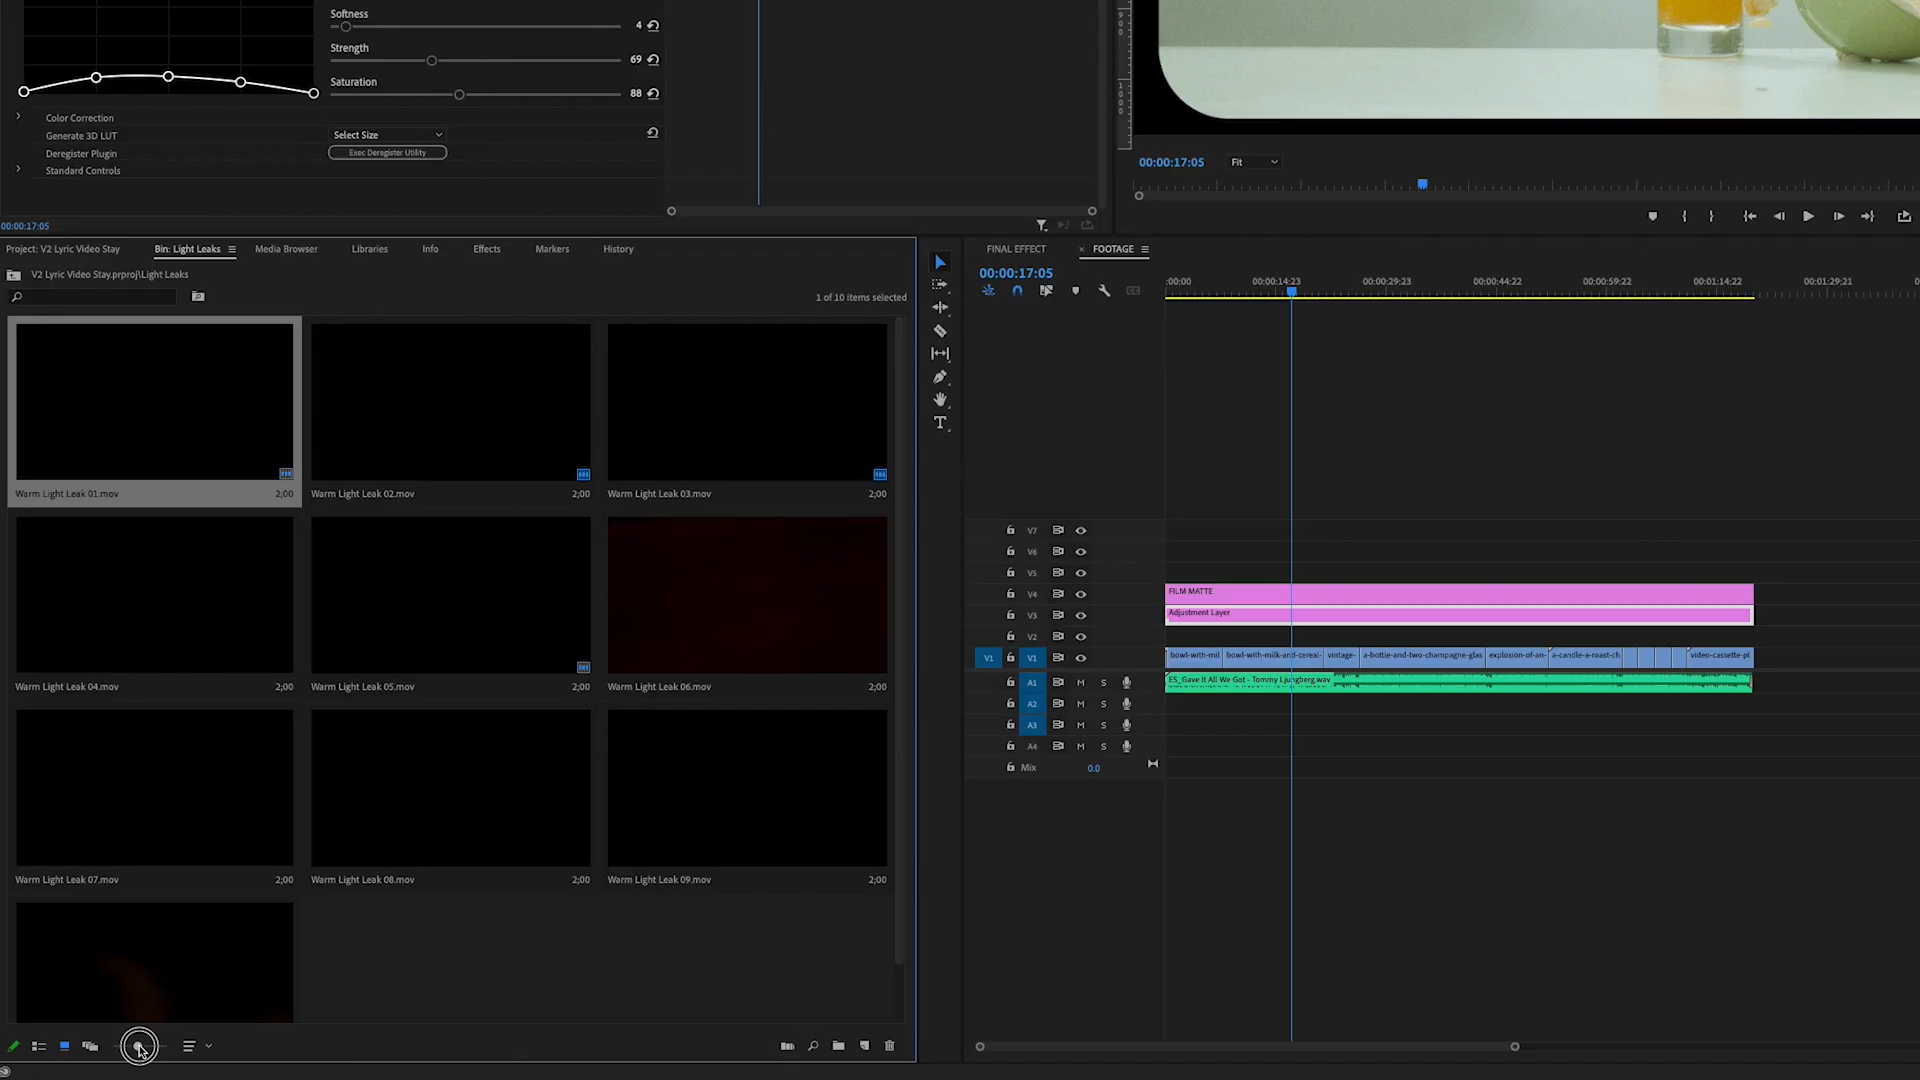 Softness
4
Strength
69
Saturation
88
Color Correction
Generate 3D LUT
Select Size
Deregister Plugin
Exec Deregister Utility
Standard Controls
00:00:17:05
900
1000
00:00:17:05
Fit
Project: V2 Lyric Video Stay
Bin: Light Leaks
Media Browser
Libraries
Info
Effects
Markers
History
V2 Lyric Video Stay.prproj\Light Leaks
1 of 10 items selected
Warm Light Leak 01.mov
2;00
Warm Light Leak 02.mov
2;00
Warm Light Leak 03.mov
2;00
Warm Light Leak 04.mov
2;00
Warm Light Leak 05.mov
2;00
Warm Light Leak 06.mov
2;00
Warm Light Leak 07.mov
2;00
Warm Light Leak 08.mov
2;00
Warm Light Leak 09.mov
2;00
T
FINAL EFFECT
× FOOTAGE
00:00:17:05
:00:00
00:00:14:23
00:00:29:23
00:00:44:22
00:00:59:22
00:01:14:22
00:01:29:21
V7
V6
V5
V4
FILM MATTE
V3
Adjustment Layer
V2
V1
V1
bowl-with-mil
bowl-with-milk-and-cereal-
vintage-
a-bottle-and-two-champagne-glas
explosion-of-an-
a-candle-a-roast-ch
video-cassette-pl
A1
M
S
ES_Gave It All We Got - Tommy Ljungberg.wav
A2
M
S
A3
M
S
A4
M
S
Mix
0.0